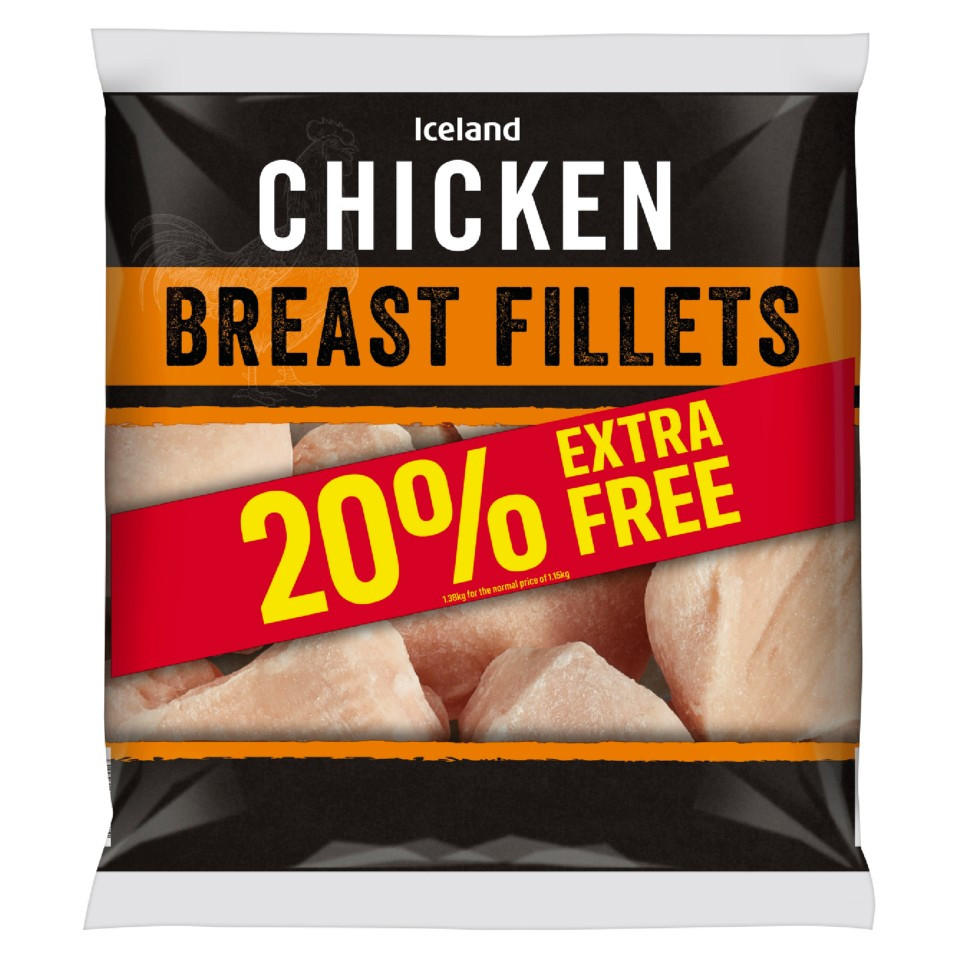 Iceland
CHICKEN
BREAST FILLETS
20% EXTRA
FREE
1.38kg for the normal price of 1.15kg